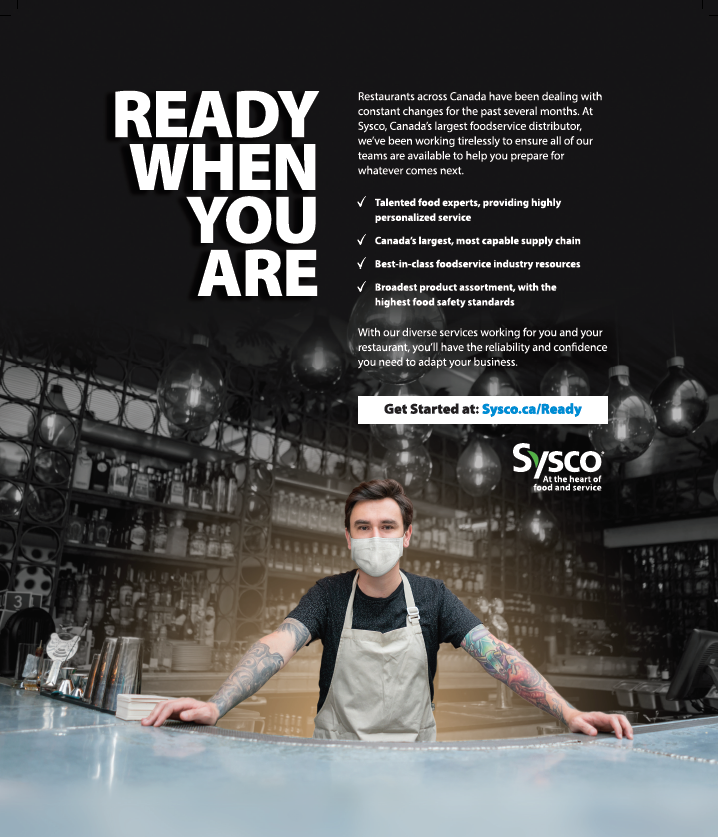 READY
WHEN
YOU
ARE
Restaurants across Canada have been dealing with
constant changes for the past several months. At
Sysco, Canada's largest foodservice distributor,
we've been working tirelessly to ensure all of our
teams are available to help you prepare for
whatever comes next.
✓ Talented food experts, providing highly
personalized service
✓ Canada's largest, most capable supply chain
✓ Best-in-class foodservice industry resources
✓ Broadest product assortment, with the
highest food safety standards
With our diverse services working for you and your
restaurant, you'll have the reliability and confidence
you need to adapt your business.
Get Started at: Sysco.ca/Ready
Sysco®
At the heart of
food and service
3